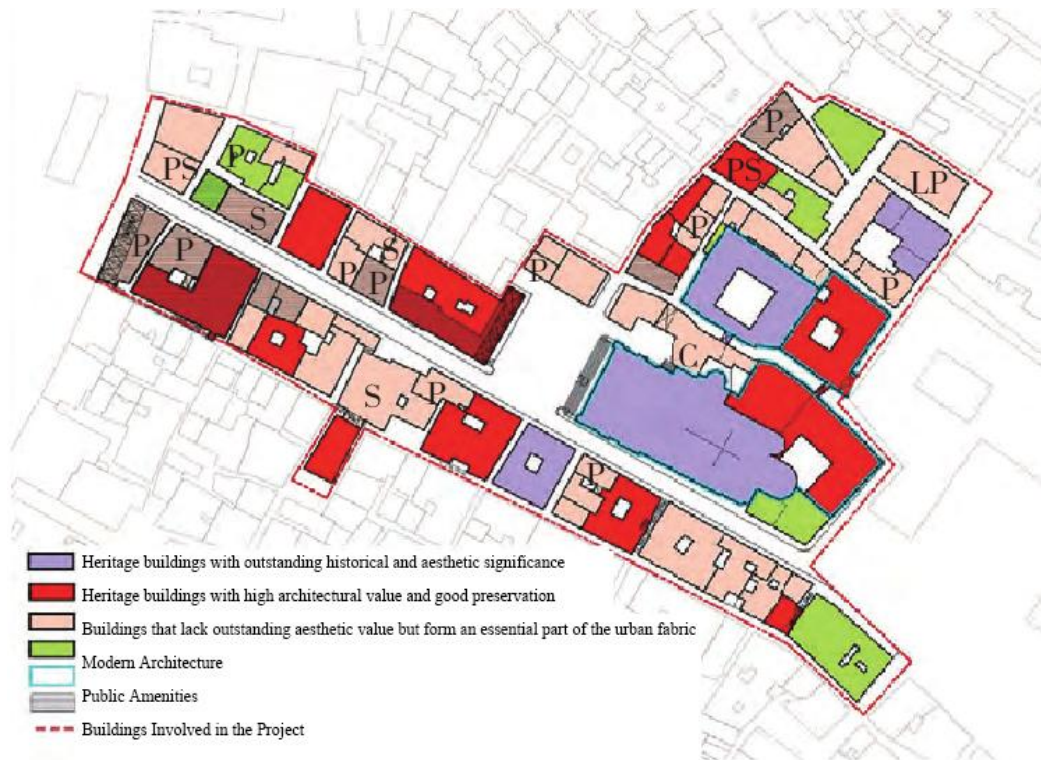 P
LP
PS
PS
P
P
S
S
P
P
P
P
P
P
C
S
P
P
Heritage buildings with outstanding historical and aesthetic significance
Heritage buildings with high architectural value and good preservation
Buildings that lack outstanding aesthetic value but form an essential part of the urban fabric
Modern Architecture
Public Amenities
Buildings Involved in the Project